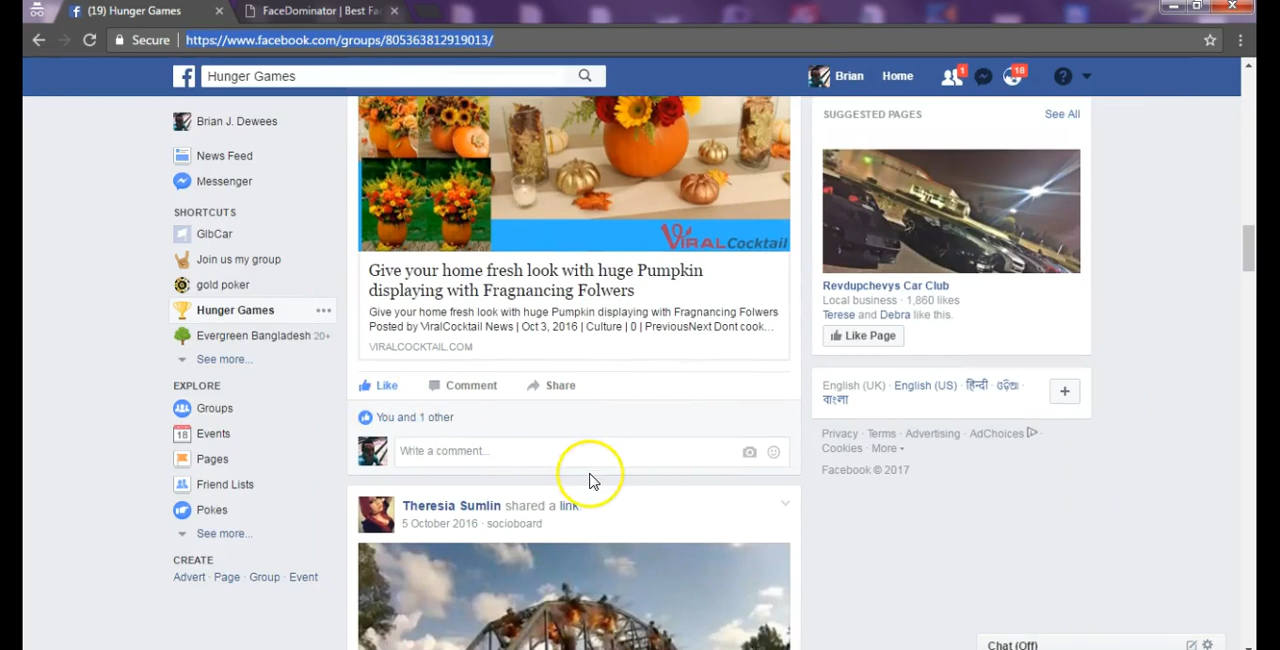 (19) Hunger Games
FaceDominator | Best Fac
Secure
https://www.facebook.com/groups/805363812919013/
Hunger Games
Brian
Home
1
18
Brian J. Dewees
News Feed
Messenger
SHORTCUTS
GlbCar
Join us my group
gold poker
Hunger Games
Evergreen Bangladesh 20+
See more...
EXPLORE
Groups
18 Events
Pages
Friend Lists
Pokes
See more...
CREATE
Advert · Page · Group · Event
VIRALCocktail
Give your home fresh look with huge Pumpkin
displaying with Fragnancing Folwers
Give your home fresh look with huge Pumpkin displaying with Fragnancing Folwers
Posted by ViralCocktail News | Oct 3, 2016 | Culture | 0 | PreviousNext Dont cook...
VIRALCOCKTAIL.COM
Like Comment Share
You and 1 other
Write a comment...
Theresia Sumlin shared a link.
5 October 2016 · socioboard
SUGGESTED PAGES See All
Revdupchevys Car Club
Local business · 1,860 likes
Terese and Debra like this.
Like Page
English (UK) · English (US) · हिन्दी · ଓଡ଼ିଆ ·
বাংলা
Privacy · Terms · Advertising · AdChoices ·
Cookies · More
Facebook © 2017
Chat (Off)